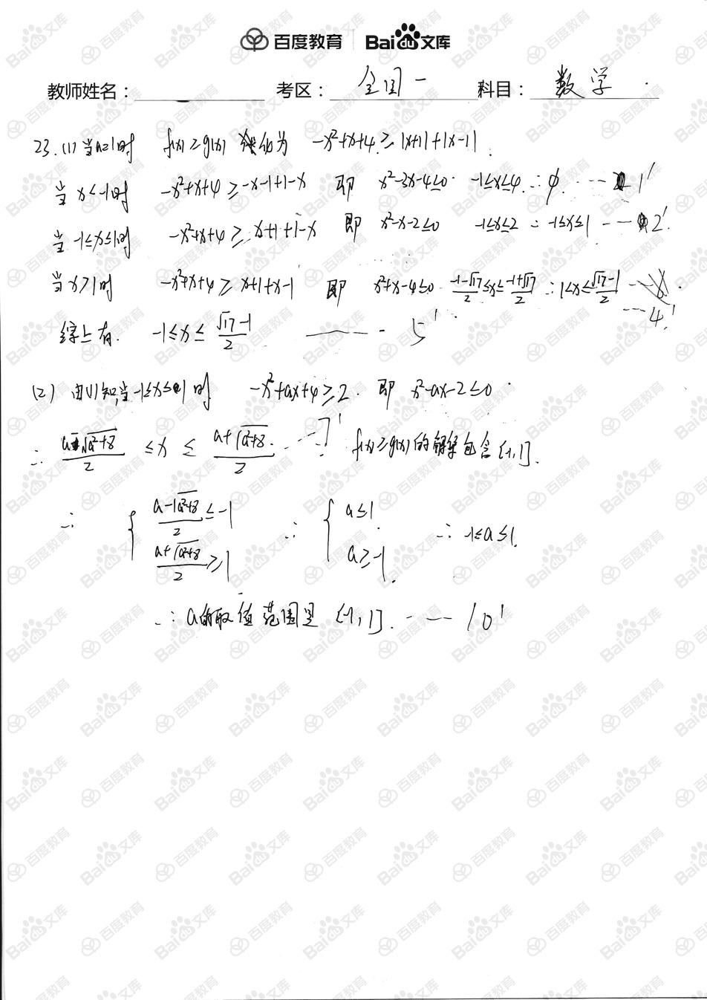 百度教育 Bai文库
教师姓名： 考区：全国一 科目：数学
23. (1) 当a=1时 f(x)≥g(x) 化为 -x²+x+4≥|x+1|+|x-1|
当x<-1时 -x²+x+4≥-x-1+1-x 即 x²-3x-4≤0 -1≤x≤4 ∴φ. ---- 1'
当-1≤x≤1时 -x²+x+4≥x+1+1-x 即 x²-x-2≤0 -1≤x≤2 ∴ -1≤x≤1 ---- 2'
当x>1时 -x²+x+4≥x+1+x-1 即 x²+x-4≤0 (-1-√17)/2≤x≤(-1+√17)/2 ∴ 1<x≤(√17-1)/2
---- 4'
综上有. -1≤x≤(√17-1)/2 ---- 5'
(2) 由(1)知,当-1≤x≤1时 -x²+ax+4≥2. 即 x²-ax-2≤0.
∴ (a-√(a²+8))/2 ≤x≤ (a+√(a²+8))/2 ---- 7' f(x)≥g(x)的解集包含[-1,1].
∴ { (a-√(a²+8))/2≤-1 ∴ { a≤1
(a+√(a²+8))/2≥1 a≥-1. ∴ -1≤a≤1.
∴ a的取值范围是[-1,1]. ---- 10'